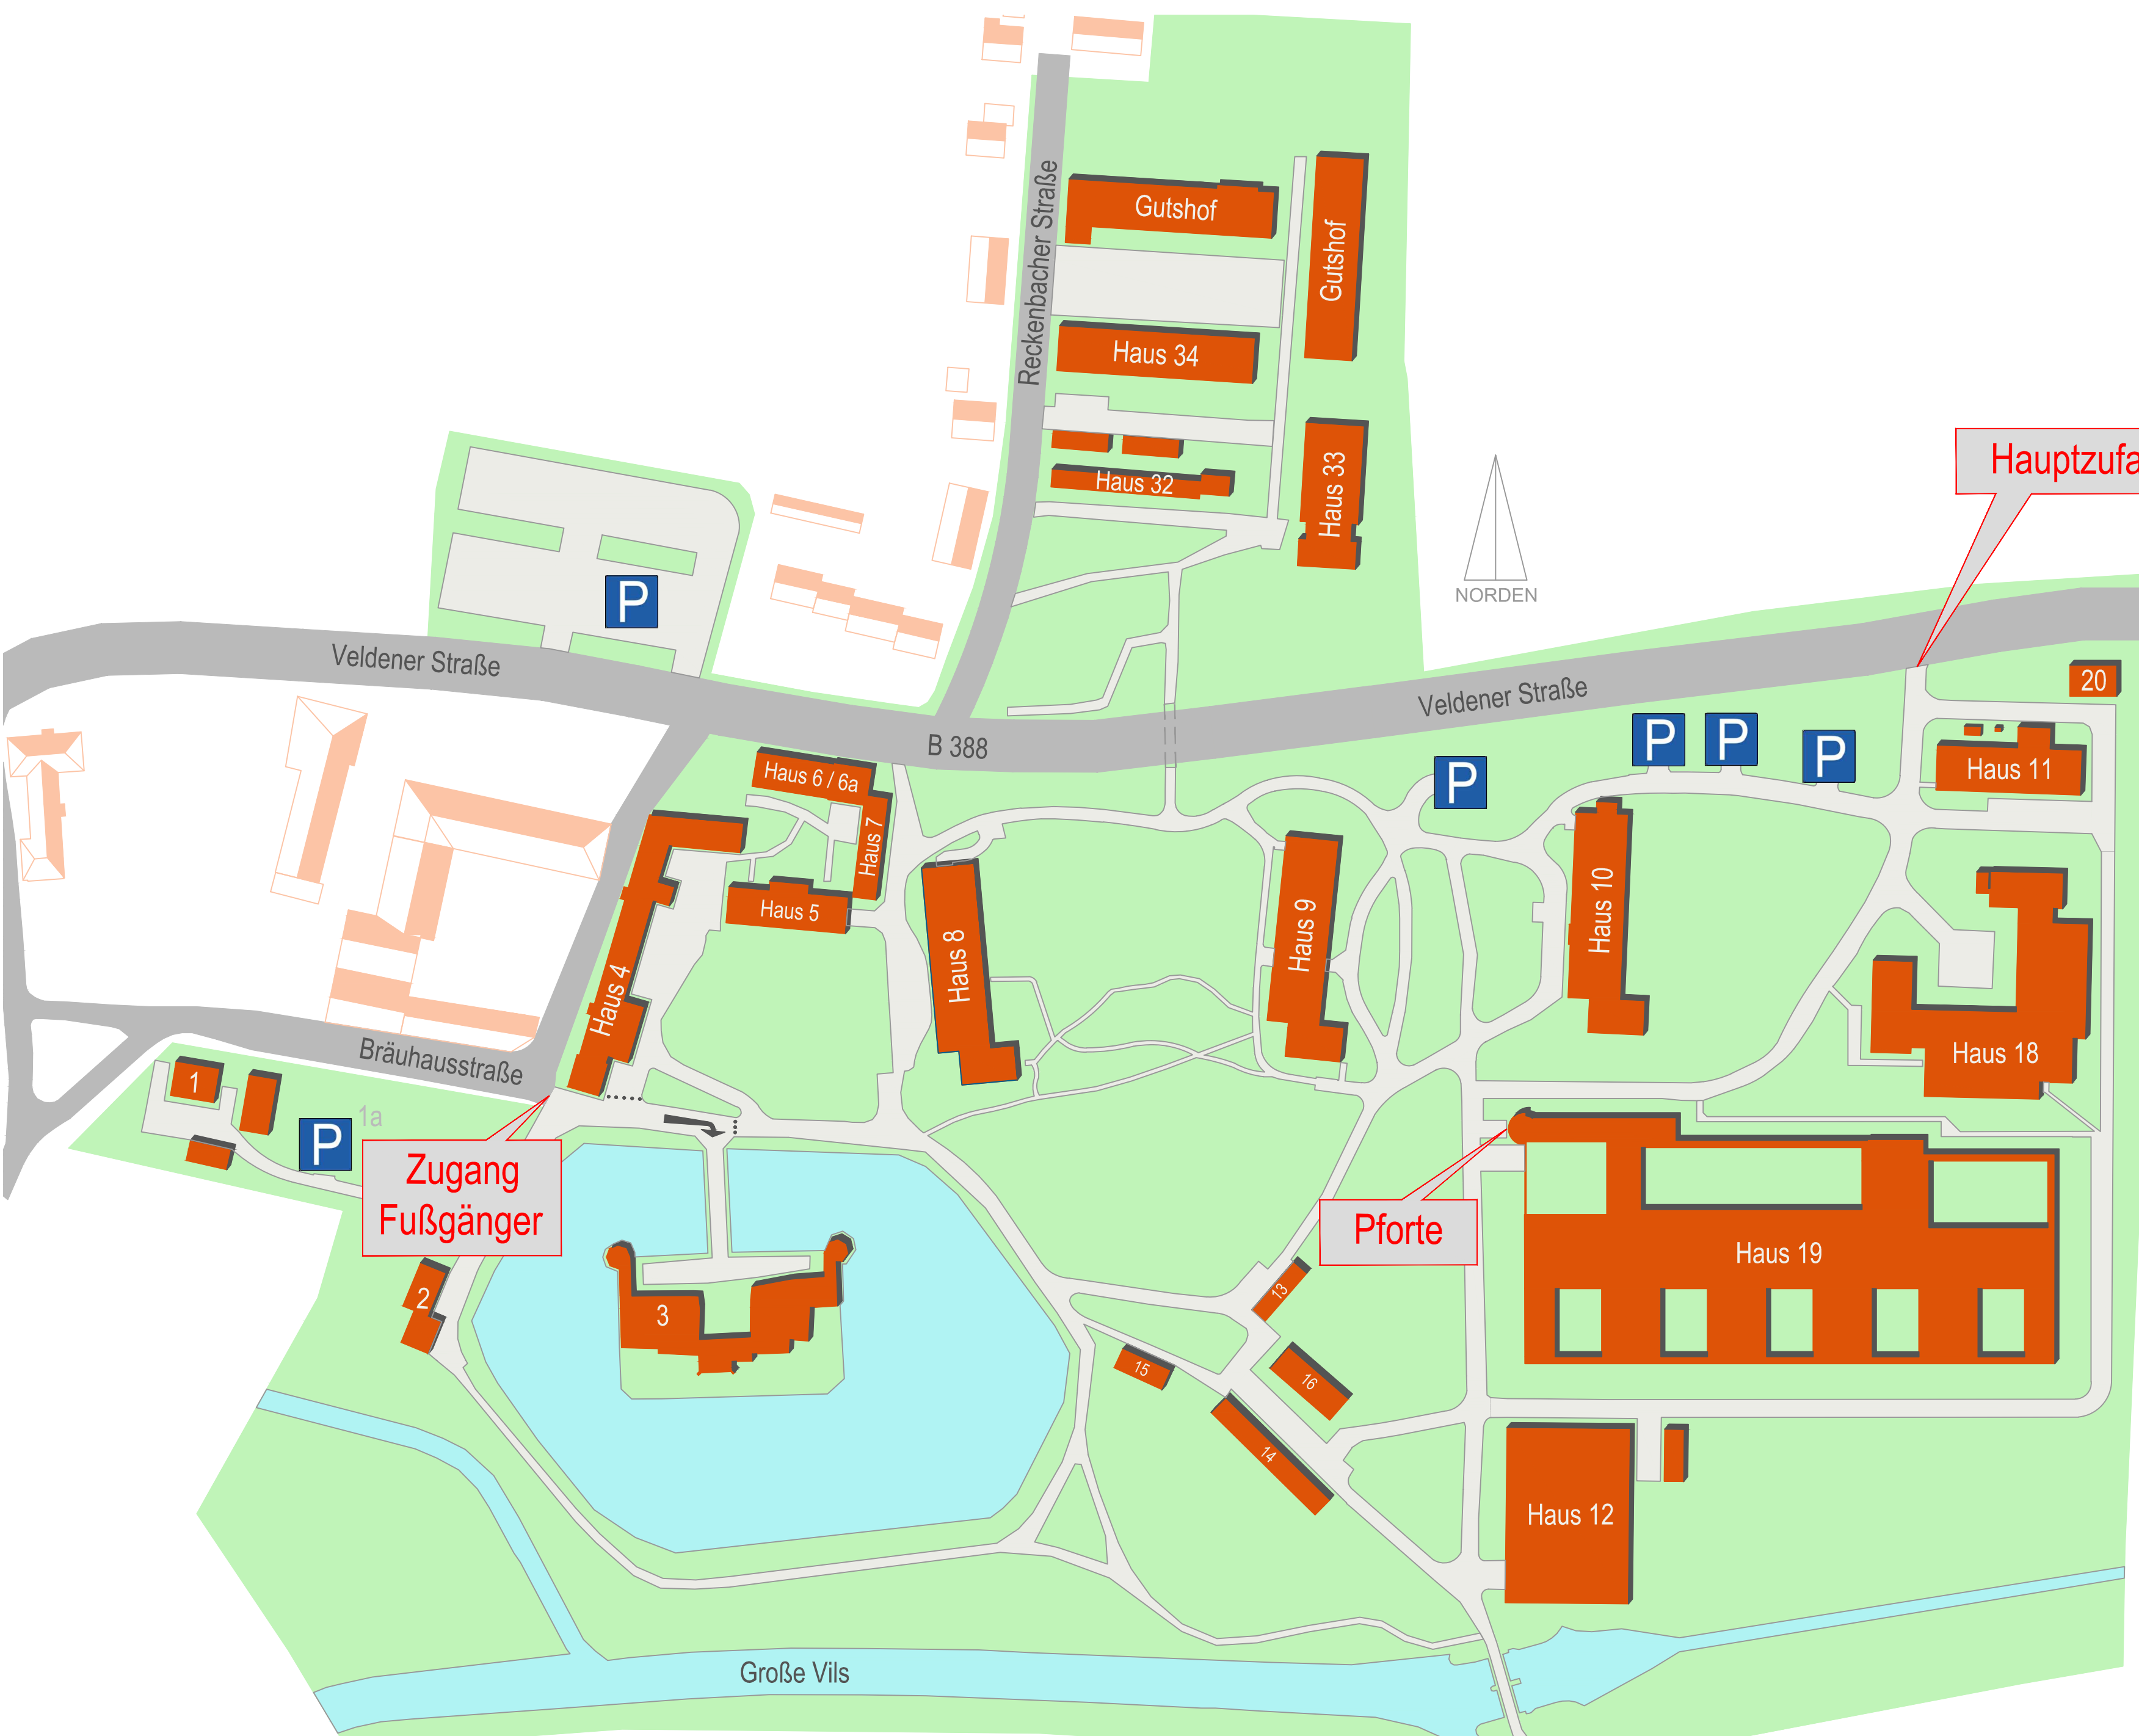 Gutshof
Gutshof
Reckenbacher Straße
Haus 34
Haus 33
Haus 32
Hauptzufa
NORDEN
P
Veldener Straße
Veldener Straße
B 388
20
P
P
P
P
Haus 11
Haus 6 / 6a
Haus 7
Haus 5
Haus 4
Haus 8
Haus 9
Haus 10
Haus 18
Bräuhausstraße
1
1a
P
Zugang
Fußgänger
Pforte
Haus 19
2
3
13
15
16
14
Haus 12
Große Vils